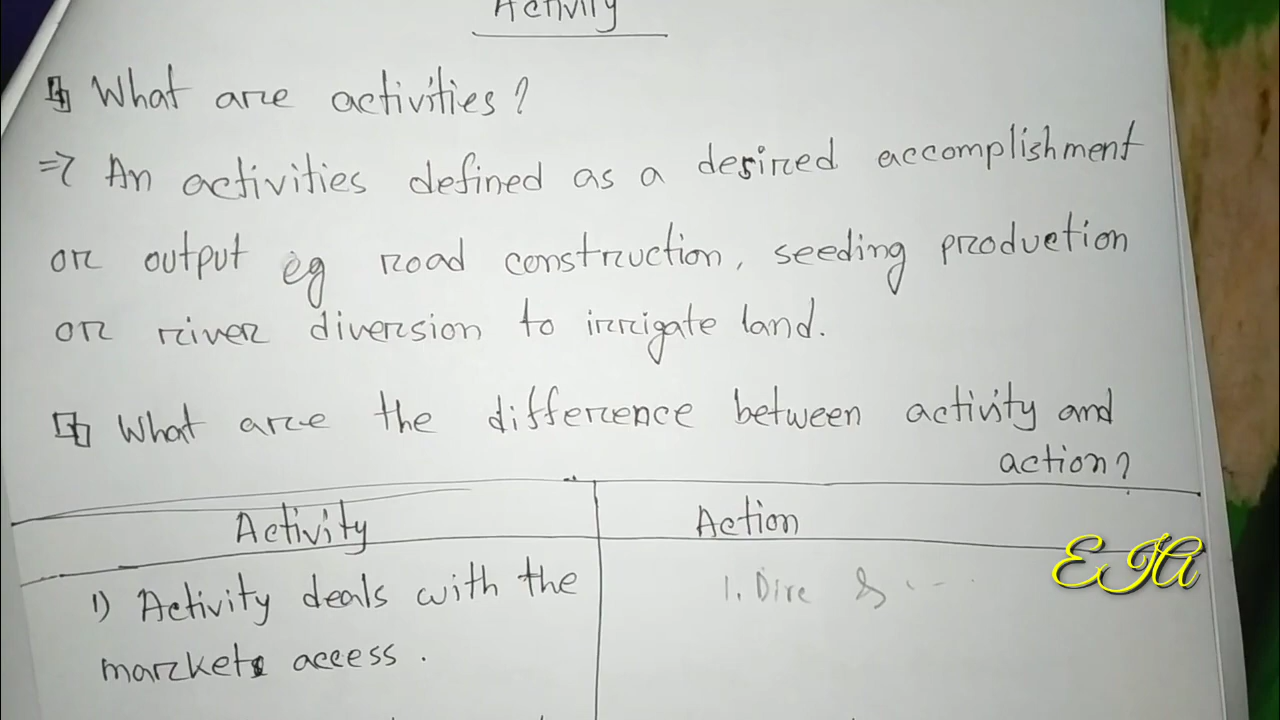 Activity
What are activities?
=> An activities defined as a desired accomplishment
or output eg road construction, seeding production
or river diversion to irrigate land.
What are the difference between activity and
action?
Activity
Action
1) Activity deals with the
markets access.
1. Dire
EIA